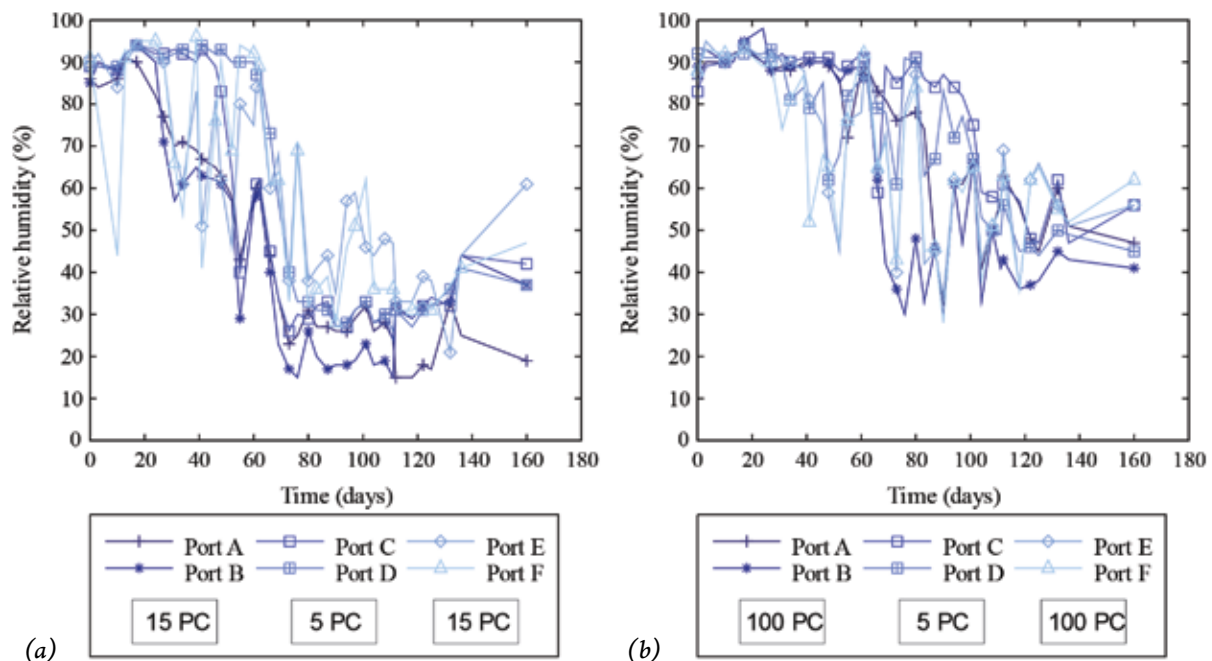 100
90
80
70
60
50
40
30
20
10
0
Relative humidity (%)
0 20 40 60 80 100 120 140 160 180
Time (days)
Port A Port C Port E
Port B Port D Port F
15 PC 5 PC 15 PC
(a)
100
90
80
70
60
50
40
30
20
10
0
Relative humidity (%)
0 20 40 60 80 100 120 140 160 180
Time (days)
Port A Port C Port E
Port B Port D Port F
100 PC 5 PC 100 PC
(b)